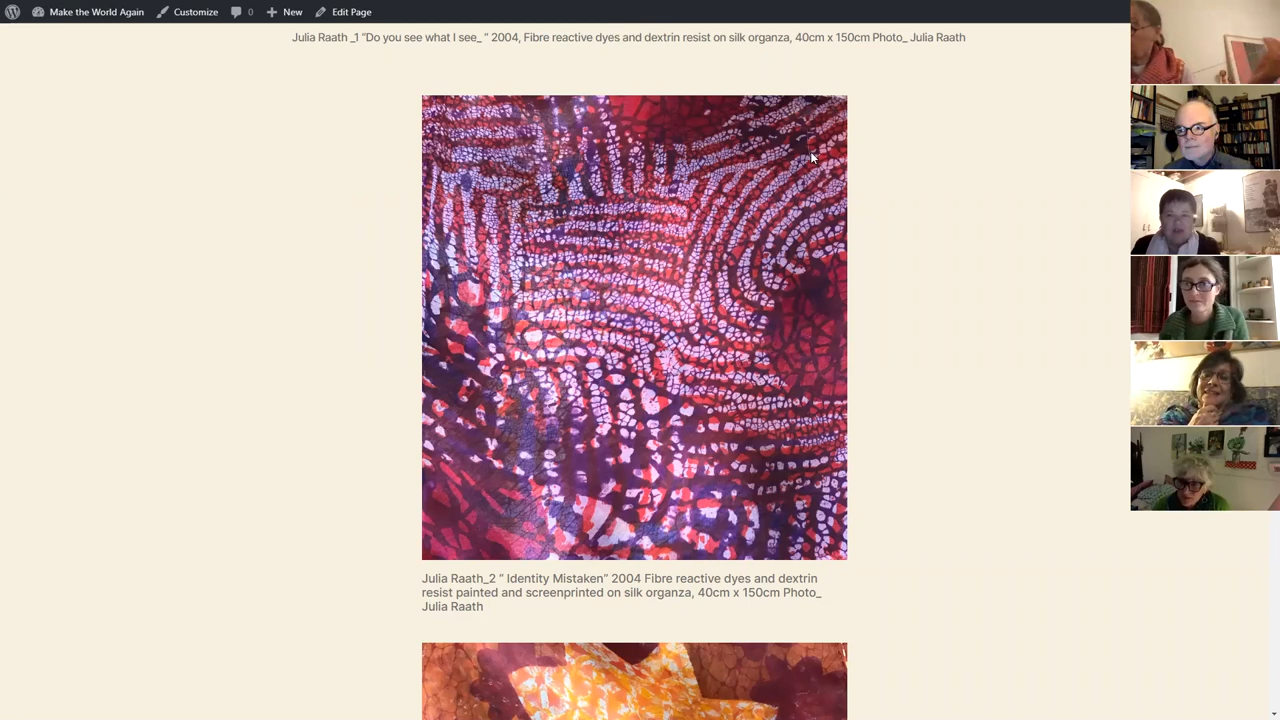 Make the World Again Customize 0 New Edit Page
Julia Raath _1 “Do you see what I see_ “ 2004, Fibre reactive dyes and dextrin resist on silk organza, 40cm x 150cm Photo_ Julia Raath
Julia Raath_2 “ Identity Mistaken” 2004 Fibre reactive dyes and dextrin
resist painted and screenprinted on silk organza, 40cm x 150cm Photo_
Julia Raath